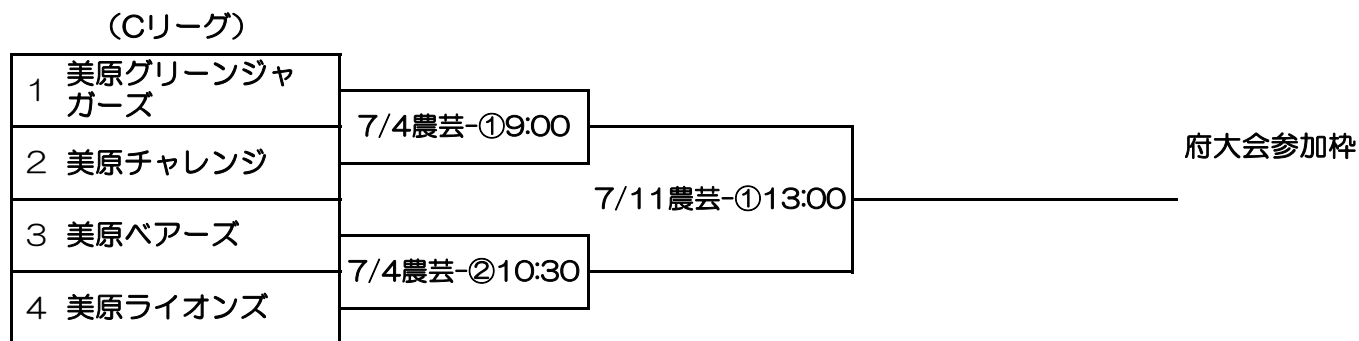 （Cリーグ）
1 美原グリーンジャ
ガーズ
7/4農芸-①9:00
府大会参加枠
2 美原チャレンジ
7/11農芸-①13:00
3 美原ベアーズ
7/4農芸-②10:30
4 美原ライオンズ